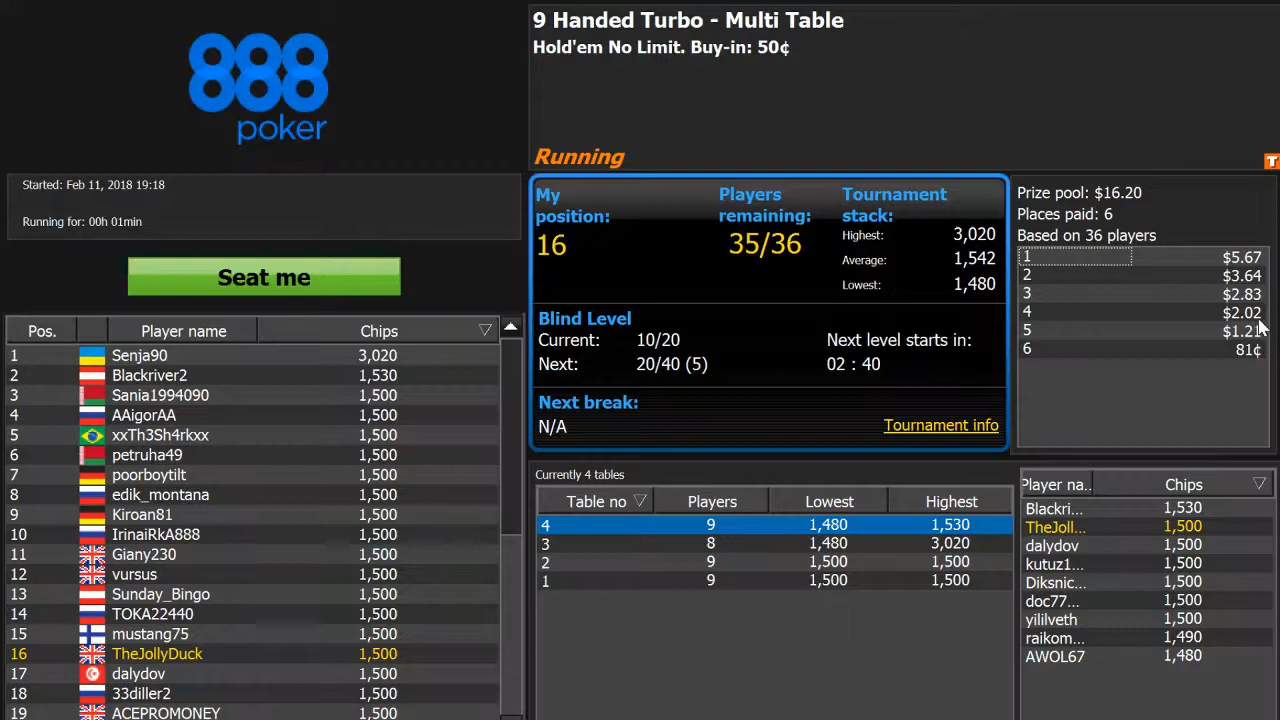 888
poker
9 Handed Turbo - Multi Table
Hold'em No Limit. Buy-in: 50¢
Running
T
Started: Feb 11, 2018 19:18
Running for: 00h 01min
Seat me
My position:
16
Players remaining:
35/36
Tournament stack:
Highest: 3,020
Average: 1,542
Lowest: 1,480
Blind Level
Current: 10/20
Next: 20/40 (5)
Next level starts in:
02 : 40
Next break:
N/A
Tournament info
Prize pool: $16.20
Places paid: 6
Based on 36 players
1 $5.67
2 $3.64
3 $2.83
4 $2.02
5 $1.21
6 81¢
Pos. Player name Chips
1 Senja90 3,020
2 Blackriver2 1,530
3 Sania1994090 1,500
4 AAigorAA 1,500
5 xxTh3Sh4rkxx 1,500
6 petruha49 1,500
7 poorboytilt 1,500
8 edik_montana 1,500
9 Kiroan81 1,500
10 IrinaiRkA888 1,500
11 Giany230 1,500
12 vursus 1,500
13 Sunday_Bingo 1,500
14 TOKA22440 1,500
15 mustang75 1,500
16 TheJollyDuck 1,500
17 dalydov 1,500
18 33diller2 1,500
19 ACEPROMONEY 1,500
Currently 4 tables
Table no Players Lowest Highest
4 9 1,480 1,530
3 8 1,480 3,020
2 9 1,500 1,500
1 9 1,500 1,500
Player na.. Chips
Blackri... 1,530
TheJoll... 1,500
dalydov 1,500
kutuz1... 1,500
Diksnic... 1,500
doc77... 1,500
yililveth 1,500
raikom... 1,490
AWOL67 1,480